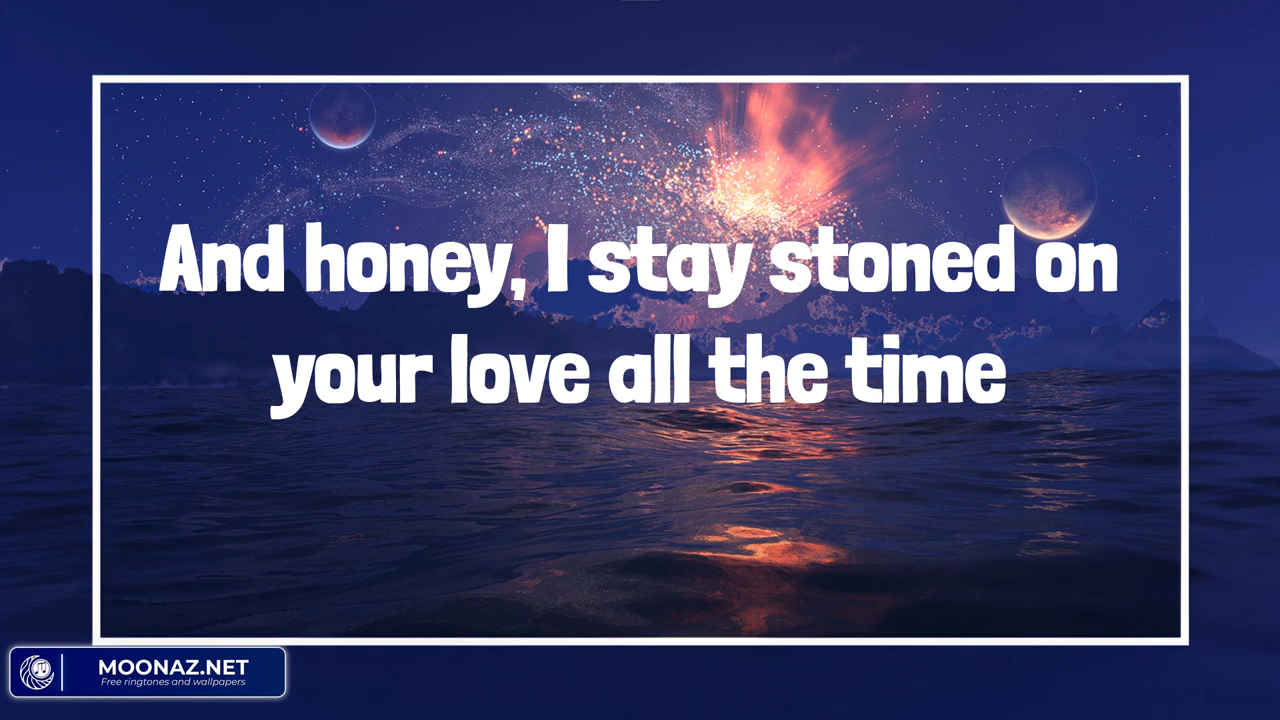 And honey, I stay stoned on
your love all the time
MOONAZ.NET
Free ringtones and wallpapers